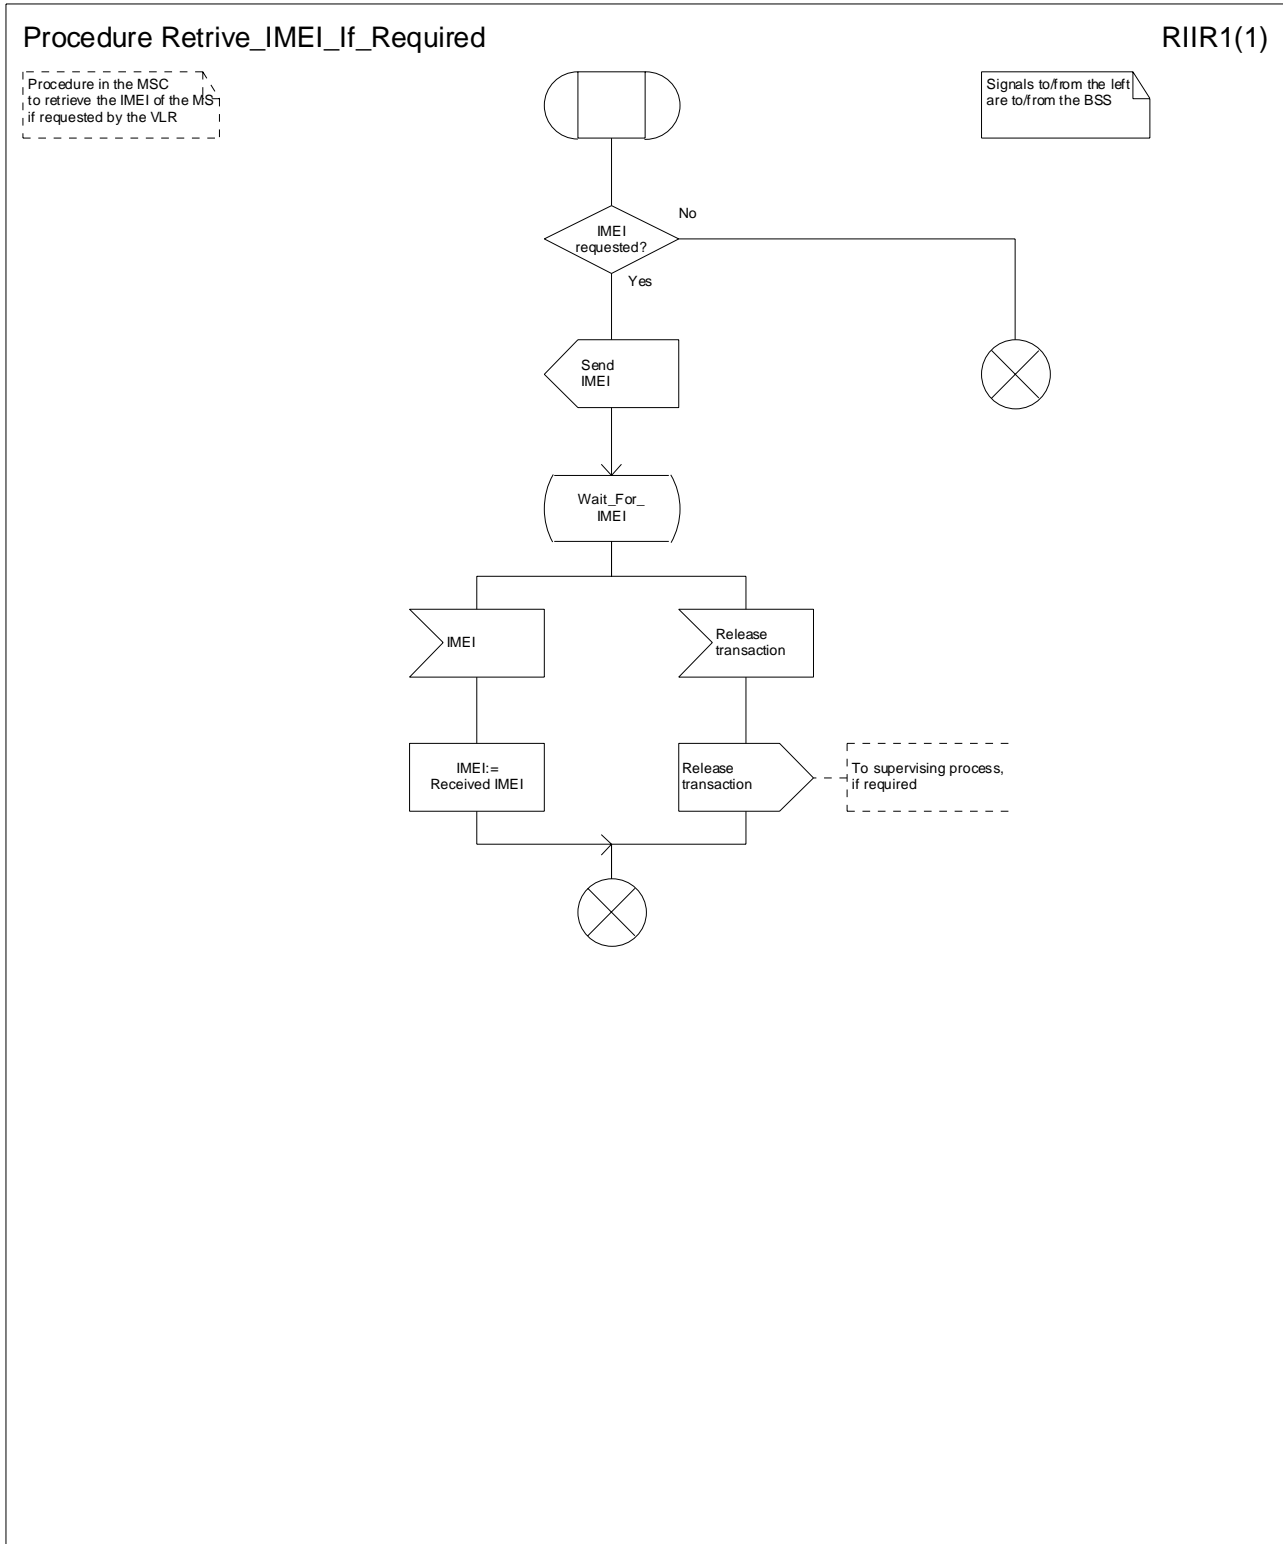 Procedure Retrive_IMEI_If_Required
RIIR1(1)
Procedure in the MSC
to retrieve the IMEI of the MS
if requested by the VLR
Signals to/from the left
are to/from the BSS
IMEI
requested?
No
Yes
Send
IMEI
Wait_For_
IMEI
IMEI
Release
transaction
IMEI:=
Received IMEI
Release
transaction
To supervising process,
if required